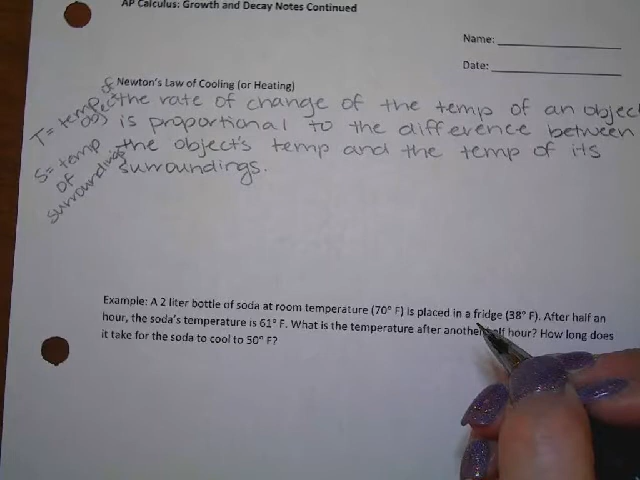 AP Calculus: Growth and Decay Notes Continued
Name:
Date:
Newton's Law of Cooling (or Heating)
T = temp of object
S = temp of surroundings
the rate of change of the temp of an object
is proportional to the difference between
the object's temp and the temp of its
surroundings.
Example: A 2 liter bottle of soda at room temperature (70° F) is placed in a fridge (38° F). After half an
hour, the soda's temperature is 61° F. What is the temperature after another half hour? How long does
it take for the soda to cool to 50° F?